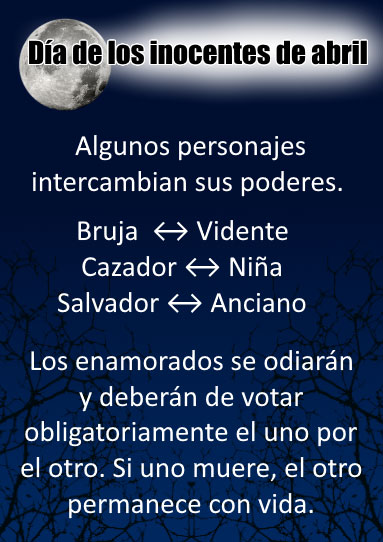 Día de los inocentes de abril
Algunos personajes
intercambian sus poderes.
Bruja ↔ Vidente
Cazador ↔ Niña
Salvador ↔ Anciano
Los enamorados se odiarán
y deberán de votar
obligatoriamente el uno por
el otro. Si uno muere, el otro
permanece con vida.